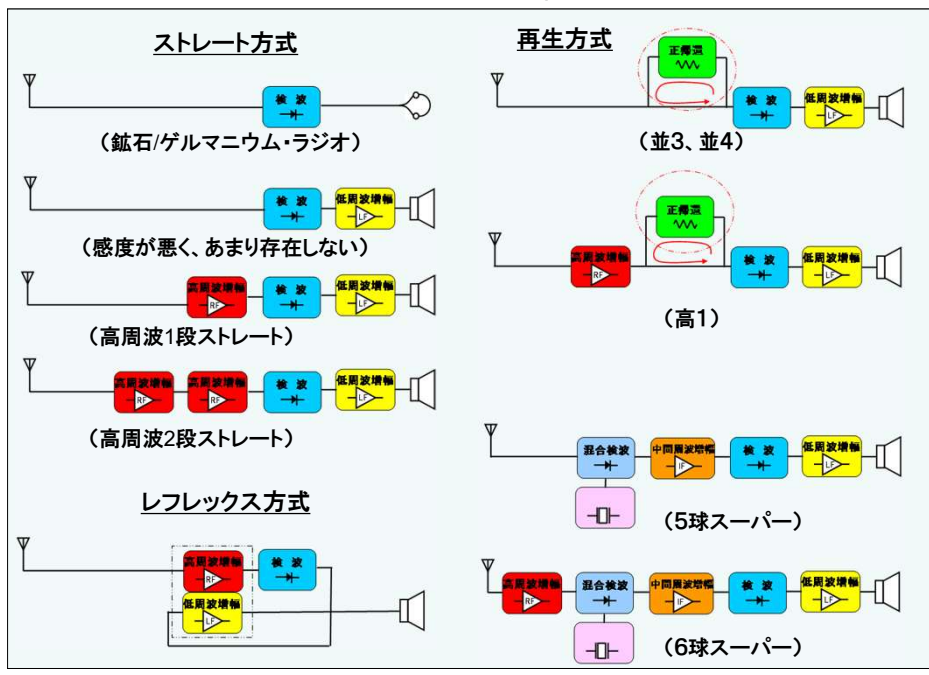 ストレート方式
検 波
(鉱石/ゲルマニウム・ラジオ)
検 波
低周波増幅
LF
(感度が悪く、あまり存在しない)
高周波増幅
RF
検 波
低周波増幅
LF
(高周波1段ストレート)
高周波増幅
RF
高周波増幅
RF
検 波
低周波増幅
LF
(高周波2段ストレート)
レフレックス方式
高周波増幅
RF
検 波
低周波増幅
LF
再生方式
正帰還
検 波
低周波増幅
LF
(並3、並4)
正帰還
高周波増幅
RF
検 波
低周波増幅
LF
(高1)
混合検波
中間周波増幅
IF
検 波
低周波増幅
LF
(5球スーパー)
高周波増幅
RF
混合検波
中間周波増幅
IF
検 波
低周波増幅
LF
(6球スーパー)